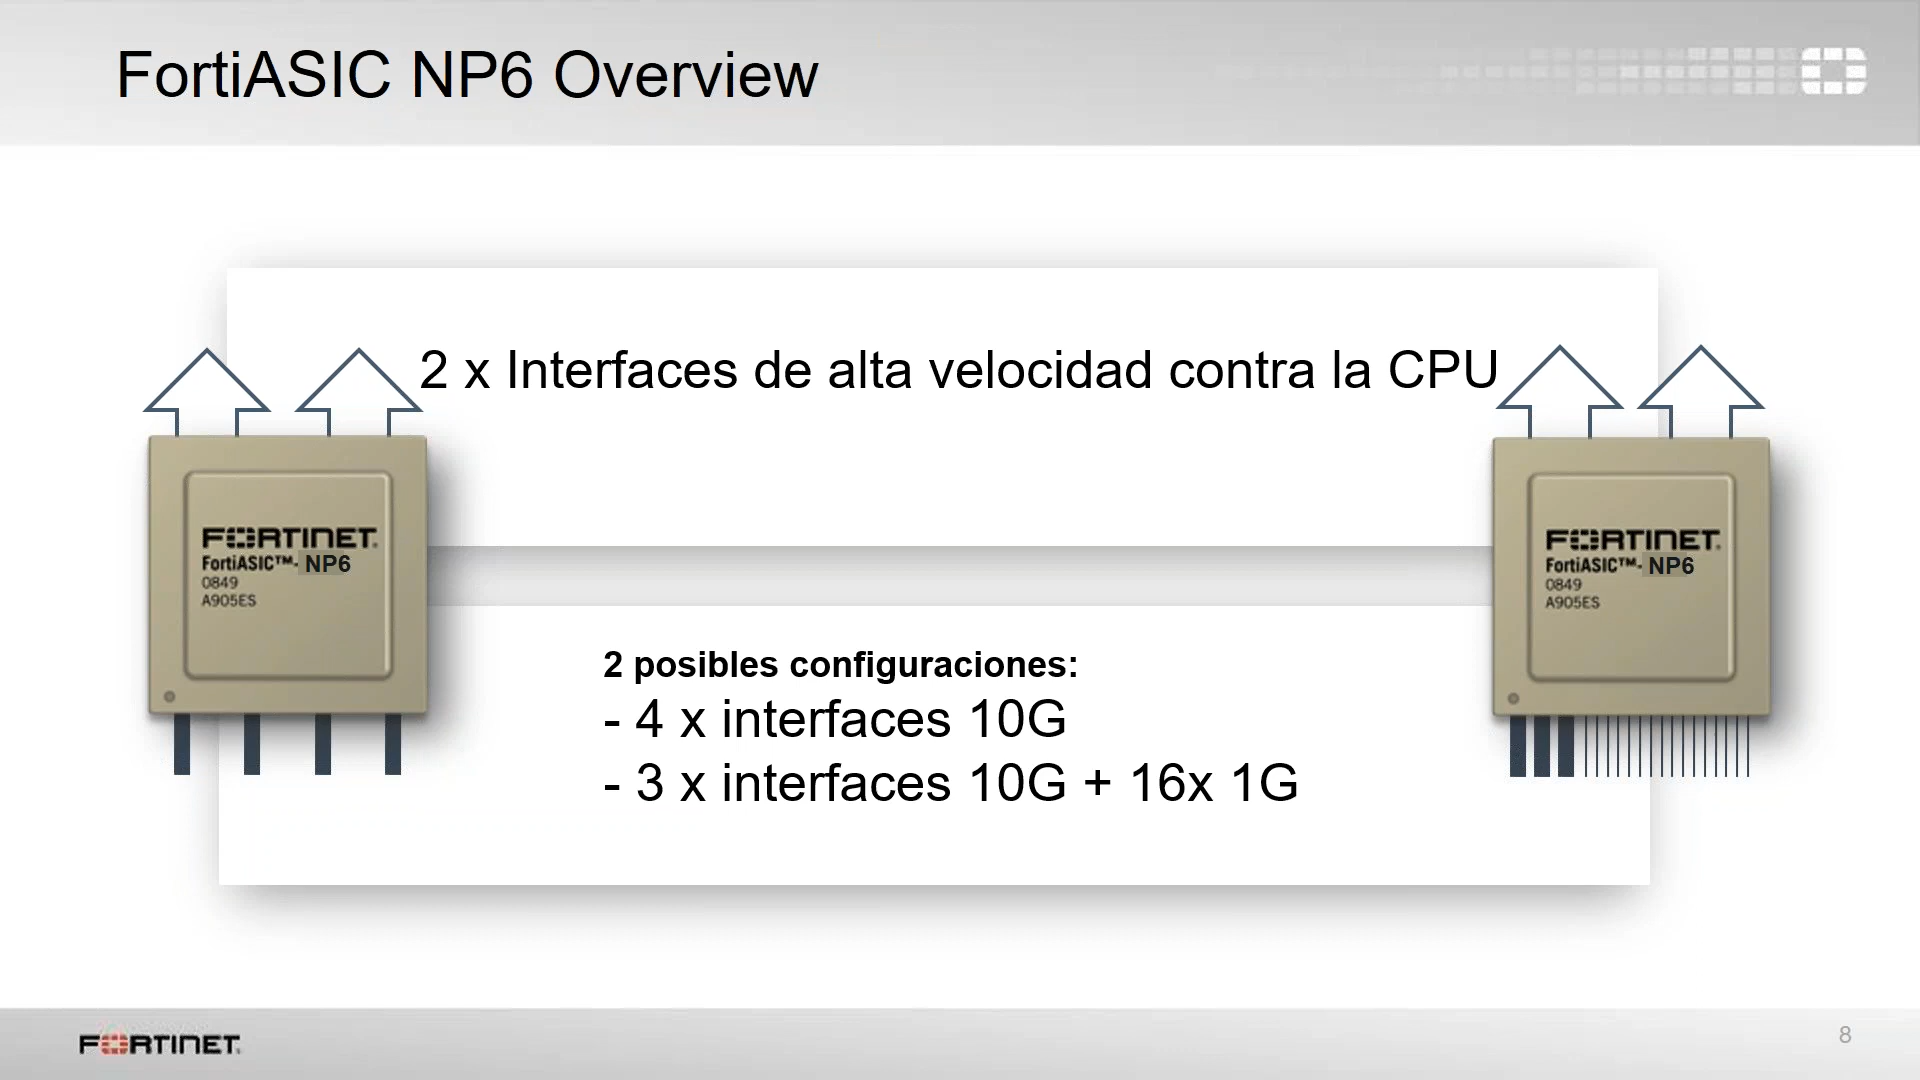 FortiASIC NP6 Overview
2 x Interfaces de alta velocidad contra la CPU
FORTINET
FortiASIC™- NP6
0849
A905ES
FORTINET
FortiASIC™- NP6
0849
A905ES
2 posibles configuraciones:
- 4 x interfaces 10G
- 3 x interfaces 10G + 16x 1G
FORTINET
8